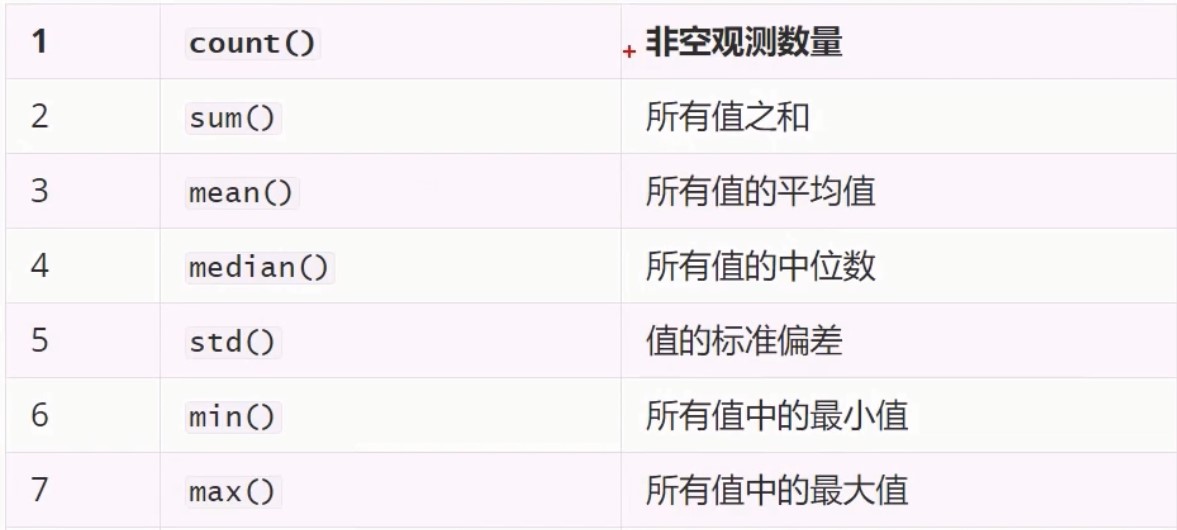 1 count() 非空观测数量
2 sum() 所有值之和
3 mean() 所有值的平均值
4 median() 所有值的中位数
5 std() 值的标准偏差
6 min() 所有值中的最小值
7 max() 所有值中的最大值